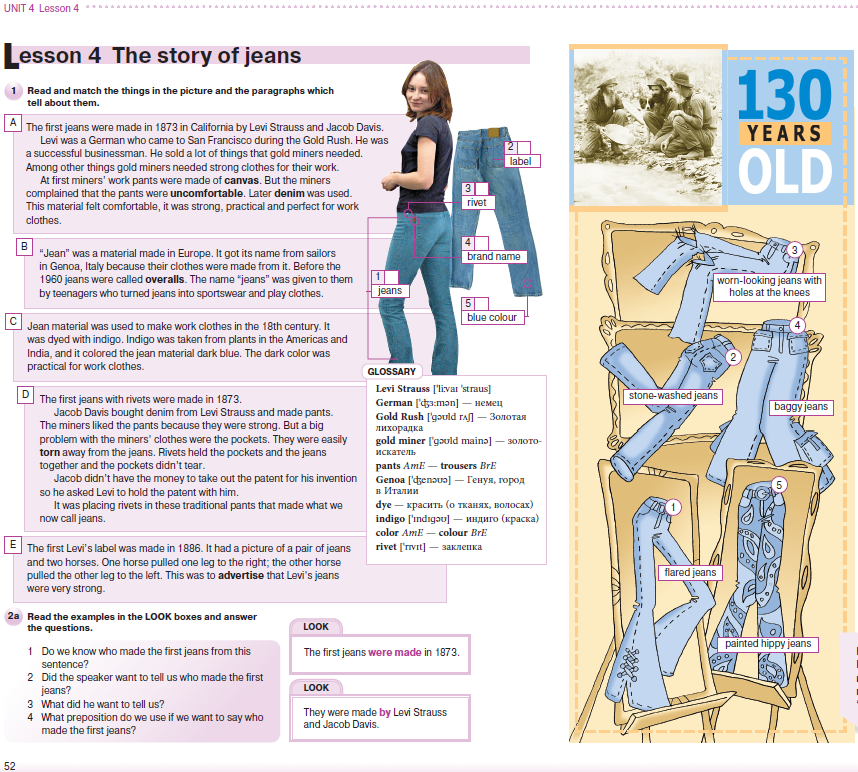 UNIT 4 Lesson 4
Lesson 4 The story of jeans
1 Read and match the things in the picture and the paragraphs which
tell about them.
A
The first jeans were made in 1873 in California by Levi Strauss and Jacob Davis.
Levi was a German who came to San Francisco during the Gold Rush. He was
a successful businessman. He sold a lot of things that gold miners needed.
Among other things gold miners needed strong clothes for their work.
At first miners' work pants were made of canvas. But the miners
complained that the pants were uncomfortable. Later denim was used.
This material felt comfortable, it was strong, practical and perfect for work
clothes.
B
“Jean” was a material made in Europe. It got its name from sailors
in Genoa, Italy because their clothes were made from it. Before the
1960 jeans were called overalls. The name “jeans” was given to them
by teenagers who turned jeans into sportswear and play clothes.
C
Jean material was used to make work clothes in the 18th century. It
was dyed with indigo. Indigo was taken from plants in the Americas and
India, and it colored the jean material dark blue. The dark color was
practical for work clothes.
D
The first jeans with rivets were made in 1873.
Jacob Davis bought denim from Levi Strauss and made pants.
The miners liked the pants because they were strong. But a big
problem with the miners' clothes were the pockets. They were easily
torn away from the jeans. Rivets held the pockets and the jeans
together and the pockets didn't tear.
Jacob didn't have the money to take out the patent for his invention
so he asked Levi to hold the patent with him.
It was placing rivets in these traditional pants that made what we
now call jeans.
E
The first Levi's label was made in 1886. It had a picture of a pair of jeans
and two horses. One horse pulled one leg to the right; the other horse
pulled the other leg to the left. This was to advertise that Levi's jeans
were very strong.
2
label
3
rivet
4
brand name
1
jeans
5
blue colour
GLOSSARY
Levi Strauss ['li:vaɪ 'straus]
German ['ʤɜ:mən] — немец
Gold Rush ['gəʊld rʌʃ] — Золотая
лихорадка
gold miner ['gəʊld maɪnə] — золото-
искатель
pants AmE — trousers BrE
Genoa ['ʤenəʊə] — Генуя, город
в Италии
dye — красить (о тканях, волосах)
indigo ['ɪndɪgəʊ] — индиго (краска)
color AmE — colour BrE
rivet ['rɪvɪt] — заклепка
2a Read the examples in the LOOK boxes and answer
the questions.
1 Do we know who made the first jeans from this
sentence?
2 Did the speaker want to tell us who made the first
jeans?
3 What did he want to tell us?
4 What preposition do we use if we want to say who
made the first jeans?
LOOK
The first jeans were made in 1873.
LOOK
They were made by Levi Strauss
and Jacob Davis.
130
YEARS
OLD
3
worn-looking jeans with
holes at the knees
4
2
stone-washed jeans
baggy jeans
5
1
flared jeans
painted hippy jeans
52